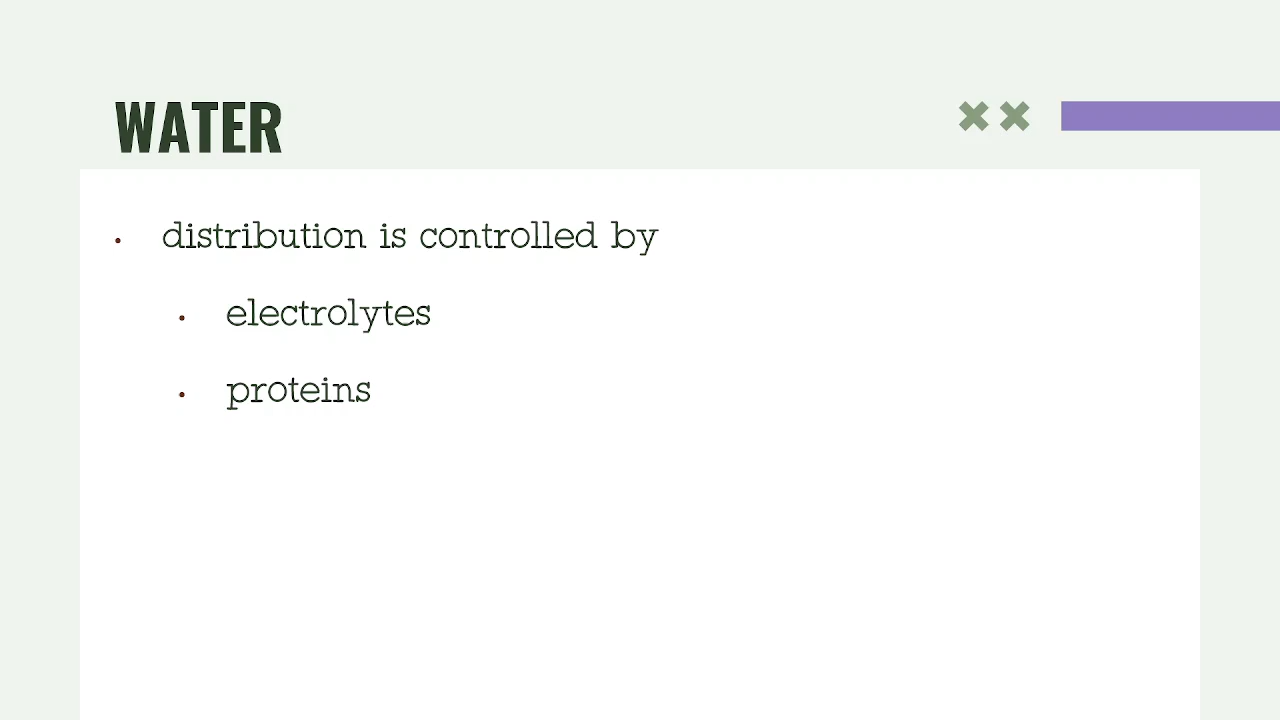 WATER
distribution is controlled by
electrolytes
proteins